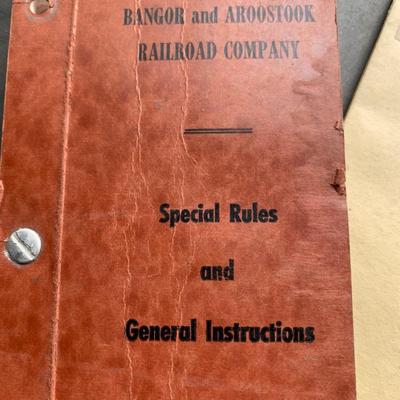 BANGOR and AROOSTOOK
RAILROAD COMPANY
Special Rules
and
General Instructions